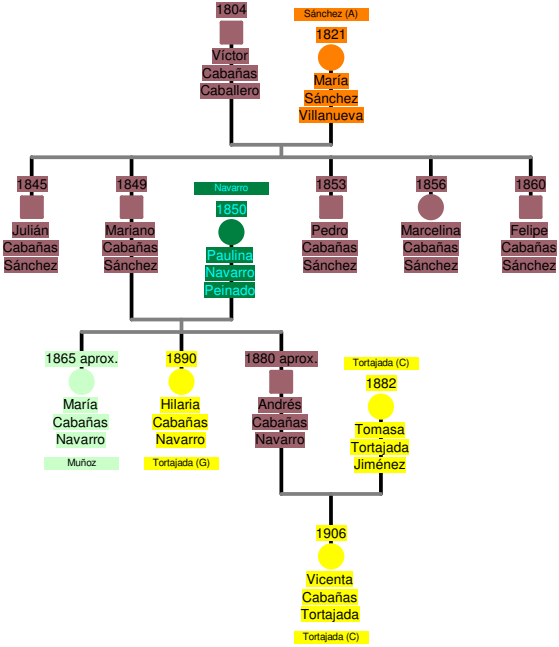 1804
Víctor
Cabañas
Caballero
Sánchez (A)
1821
María
Sánchez
Villanueva
1845
Julián
Cabañas
Sánchez
1849
Mariano
Cabañas
Sánchez
Navarro
1850
Paulina
Navarro
Peinado
1853
Pedro
Cabañas
Sánchez
1856
Marcelina
Cabañas
Sánchez
1860
Felipe
Cabañas
Sánchez
1865 aprox.
María
Cabañas
Navarro
Muñoz
1890
Hilaria
Cabañas
Navarro
Tortajada (G)
1880 aprox.
Andrés
Cabañas
Navarro
Tortajada (C)
1882
Tomasa
Tortajada
Jiménez
1906
Vicenta
Cabañas
Tortajada
Tortajada (C)